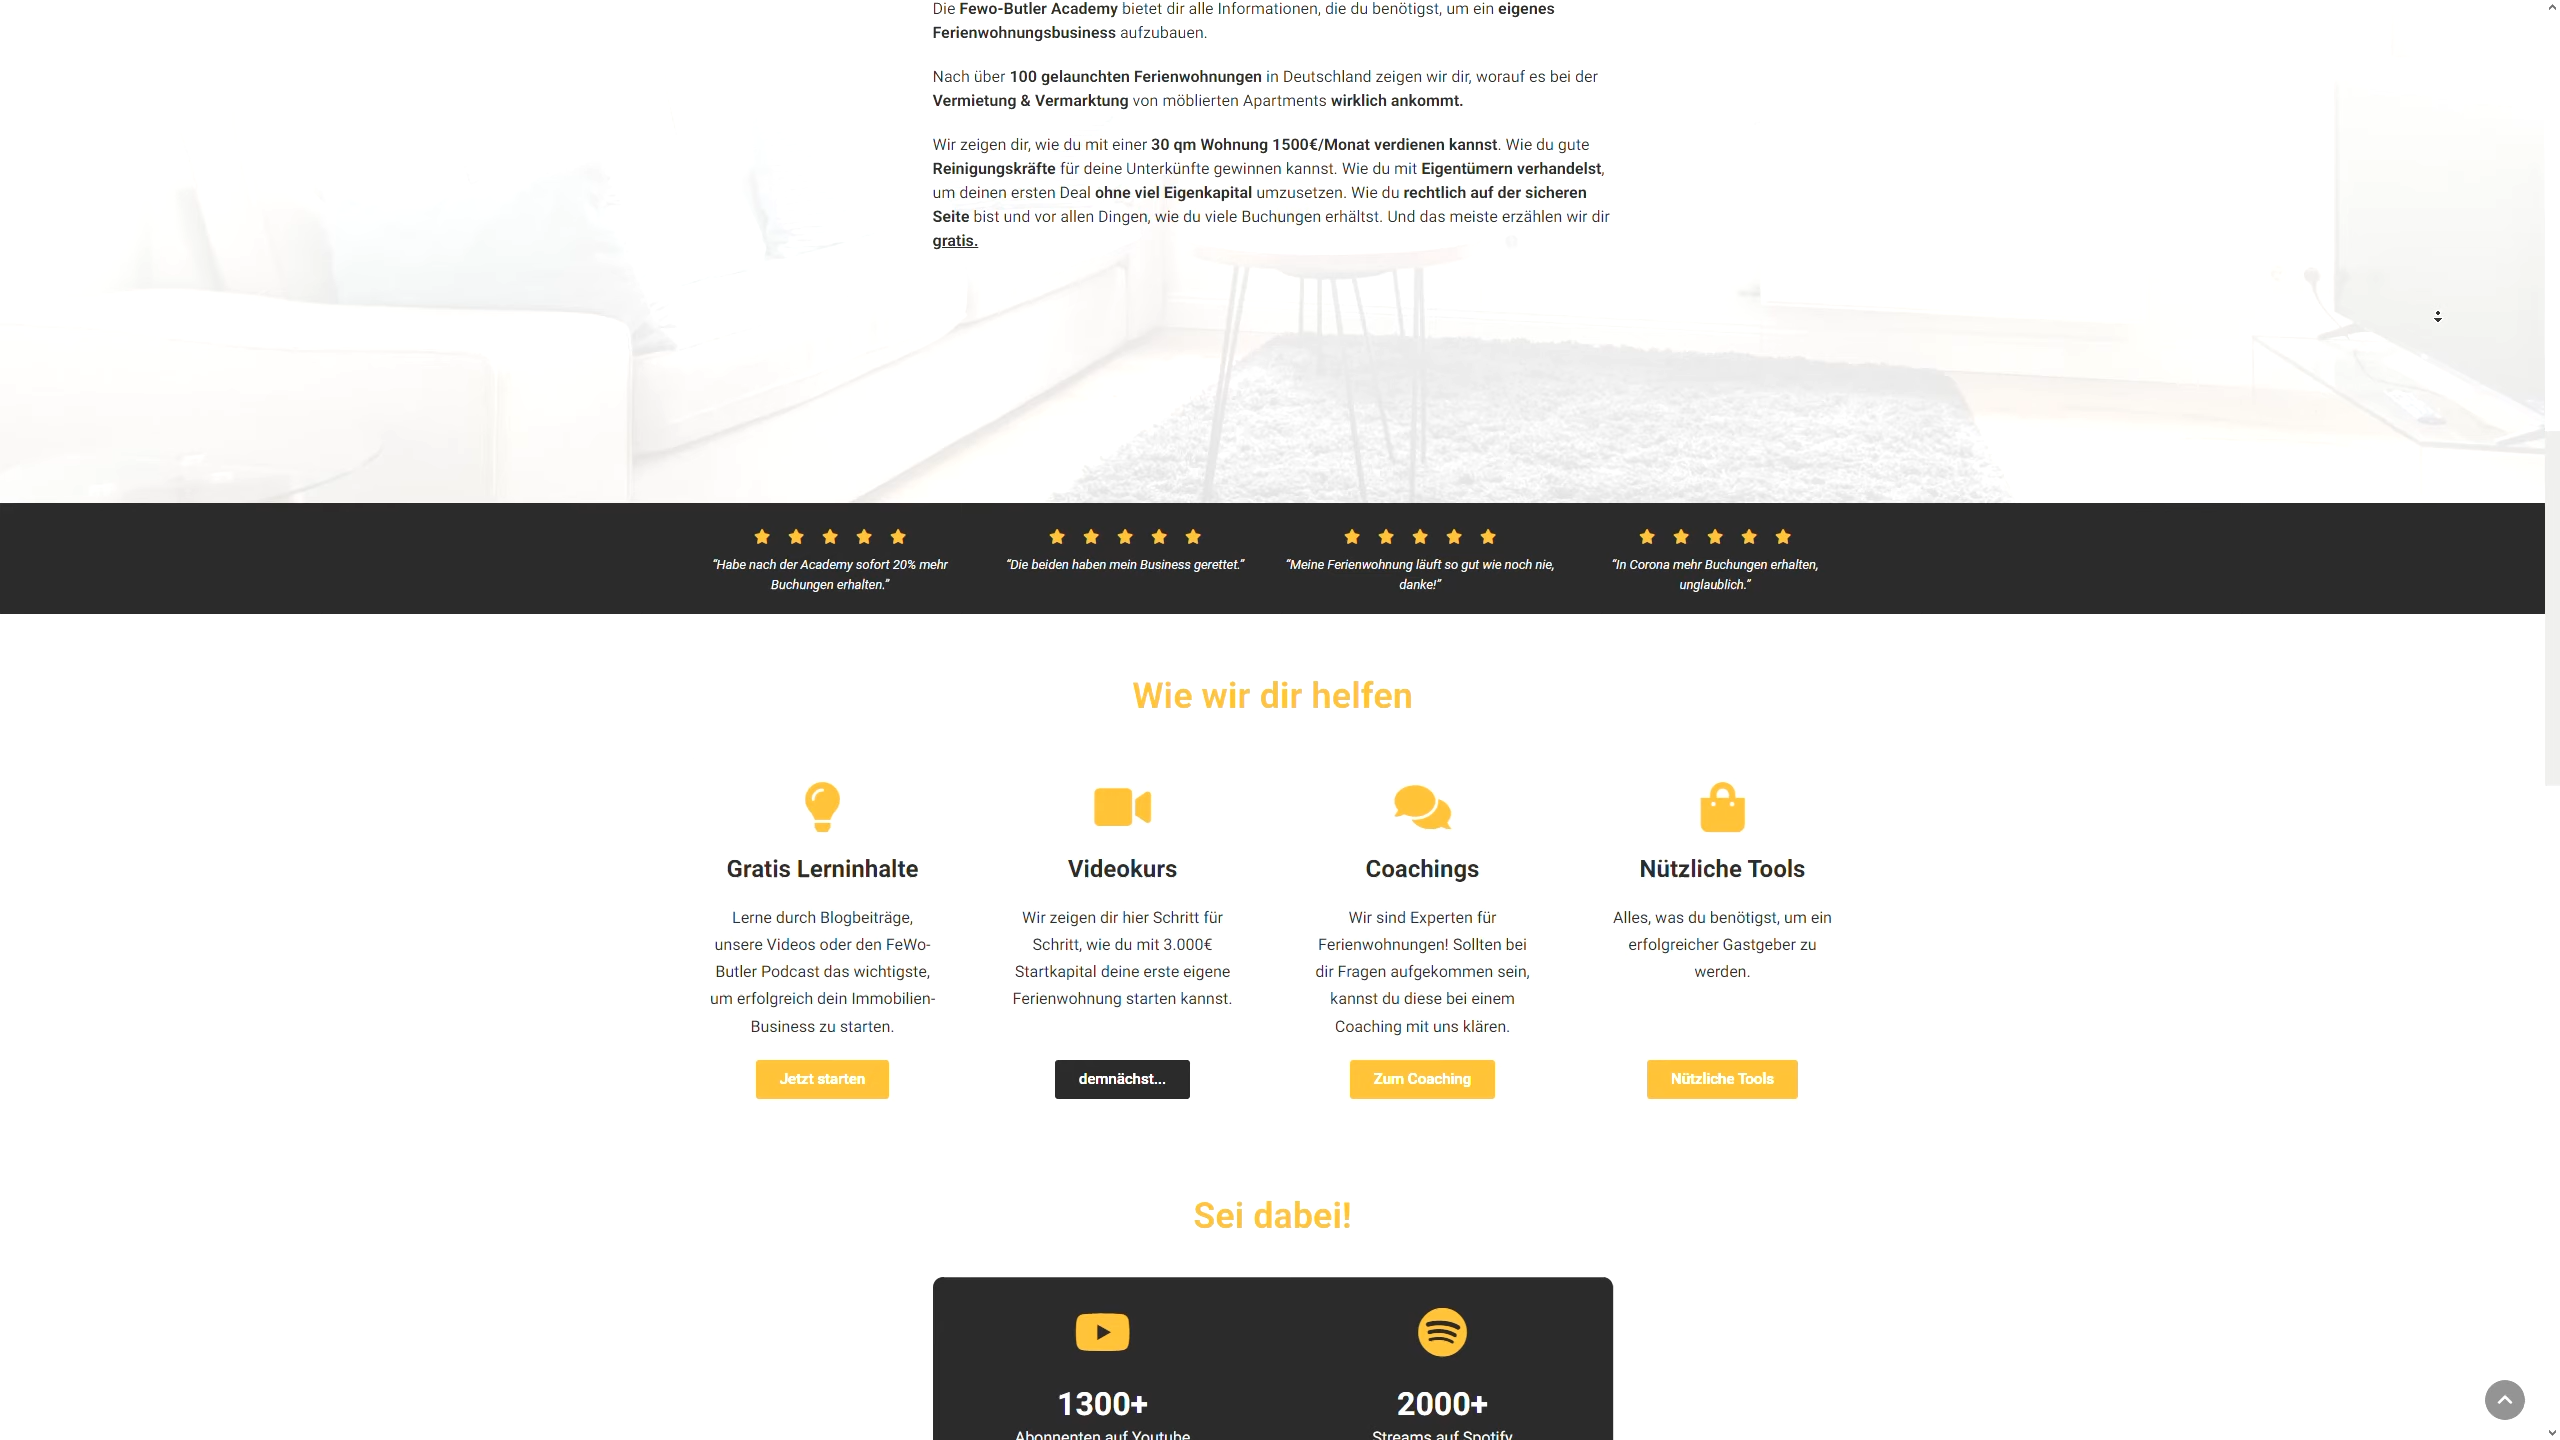 Die Fewo-Butler Academy bietet dir alle Informationen, die du benötigst, um ein eigenes
Ferienwohnungsbusiness aufzubauen.
Nach über 100 gelaunchten Ferienwohnungen in Deutschland zeigen wir dir, worauf es bei der
Vermietung & Vermarktung von möblierten Apartments wirklich ankommt.
Wir zeigen dir, wie du mit einer 30 qm Wohnung 1500€/Monat verdienen kannst. Wie du gute
Reinigungskräfte für deine Unterkünfte gewinnen kannst. Wie du mit Eigentümern verhandelst,
um deinen ersten Deal ohne viel Eigenkapital umzusetzen. Wie du rechtlich auf der sicheren
Seite bist und vor allen Dingen, wie du viele Buchungen erhältst. Und das meiste erzählen wir dir
gratis.
"Habe nach der Academy sofort 20% mehr
Buchungen erhalten."
"Die beiden haben mein Business gerettet."
"Meine Ferienwohnung läuft so gut wie noch nie,
danke!"
"In Corona mehr Buchungen erhalten,
unglaublich."
Wie wir dir helfen
Gratis Lerninhalte
Lerne durch Blogbeiträge,
unsere Videos oder den FeWo-
Butler Podcast das wichtigste,
um erfolgreich dein Immobilien-
Business zu starten.
Jetzt starten
Videokurs
Wir zeigen dir hier Schritt für
Schritt, wie du mit 3.000€
Startkapital deine erste eigene
Ferienwohnung starten kannst.
demnächst...
Coachings
Wir sind Experten für
Ferienwohnungen! Sollten bei
dir Fragen aufgekommen sein,
kannst du diese bei einem
Coaching mit uns klären.
Zum Coaching
Nützliche Tools
Alles, was du benötigst, um ein
erfolgreicher Gastgeber zu
werden.
Nützliche Tools
Sei dabei!
1300+
Abonnenten auf Youtube
2000+
Streams auf Spotify